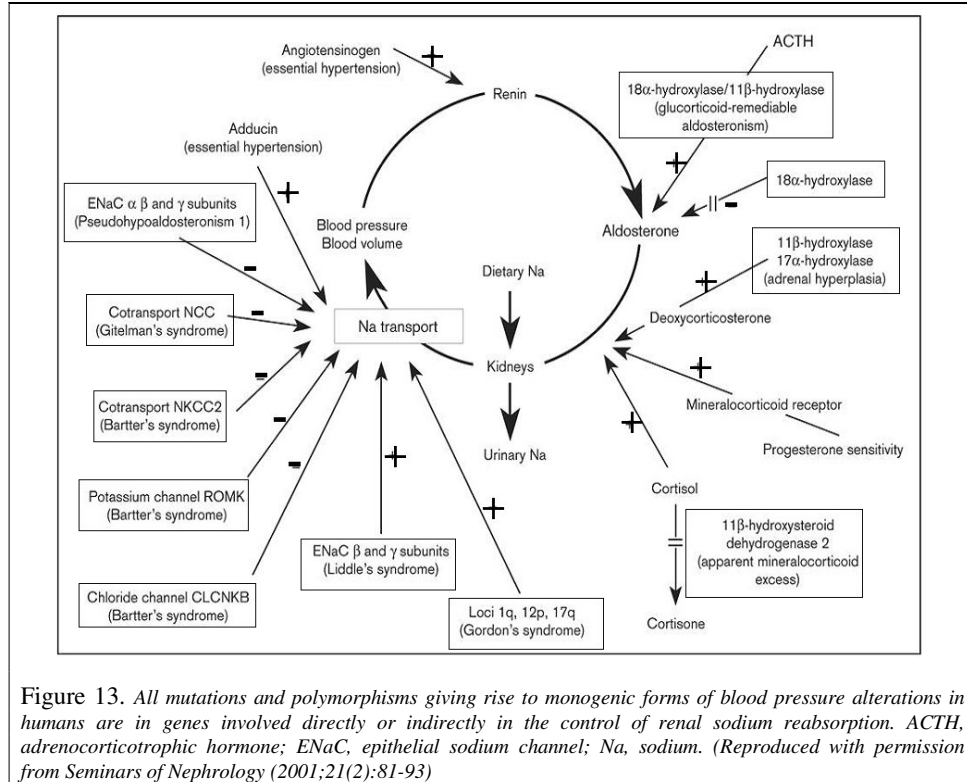 Angiotensinogen
(essential hypertension)
+
ACTH
Renin
18α-hydroxylase/11β-hydroxylase
(glucorticoid-remediable
aldosteronism)
+
Adducin
(essential hypertension)
+
18α-hydroxylase
-
ENaC α β and γ subunits
(Pseudohypoaldosteronism 1)
-
Blood pressure
Blood volume
Aldosterone
11β-hydroxylase
17α-hydroxylase
(adrenal hyperplasia)
+
Dietary Na
Deoxycorticosterone
Cotransport NCC
(Gitelman's syndrome)
-
Na transport
Kidneys
+
Mineralocorticoid receptor
Progesterone sensitivity
Cotransport NKCC2
(Bartter's syndrome)
-
Urinary Na
+
Potassium channel ROMK
(Bartter's syndrome)
-
+
+
Cortisol
11β-hydroxysteroid
dehydrogenase 2
(apparent mineralocorticoid
excess)
Cortisone
Chloride channel CLCNKB
(Bartter's syndrome)
-
ENaC β and γ subunits
(Liddle's syndrome)
Loci 1q, 12p, 17q
(Gordon's syndrome)
Figure 13. All mutations and polymorphisms giving rise to monogenic forms of blood pressure alterations in
humans are in genes involved directly or indirectly in the control of renal sodium reabsorption. ACTH,
adrenocorticotrophic hormone; ENaC, epithelial sodium channel; Na, sodium. (Reproduced with permission
from Seminars of Nephrology (2001;21(2):81-93)